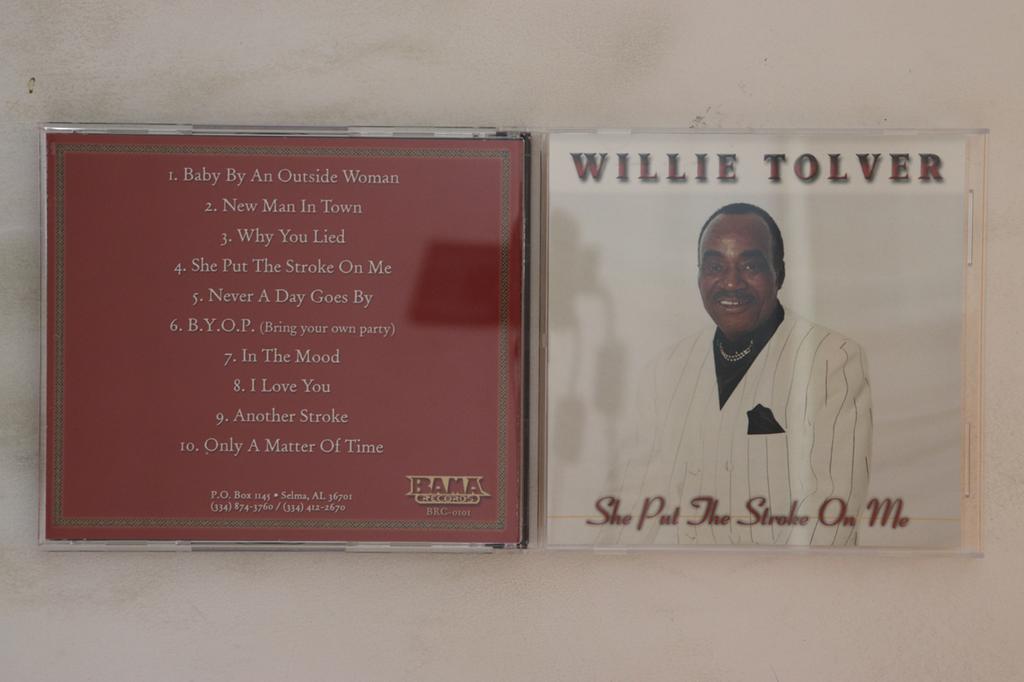 1. Baby By An Outside Woman
2. New Man In Town
3. Why You Lied
4. She Put The Stroke On Me
5. Never A Day Goes By
6. B.Y.O.P. (Bring your own party)
7. In The Mood
8. I Love You
9. Another Stroke
10. Only A Matter Of Time
P.O. Box 1145 • Selma, AL 36701
(334) 874-3760 / (334) 412-2670
BAMA
RECORDS
BRC-0101
WILLIE TOLVER
She Put The Stroke On Me